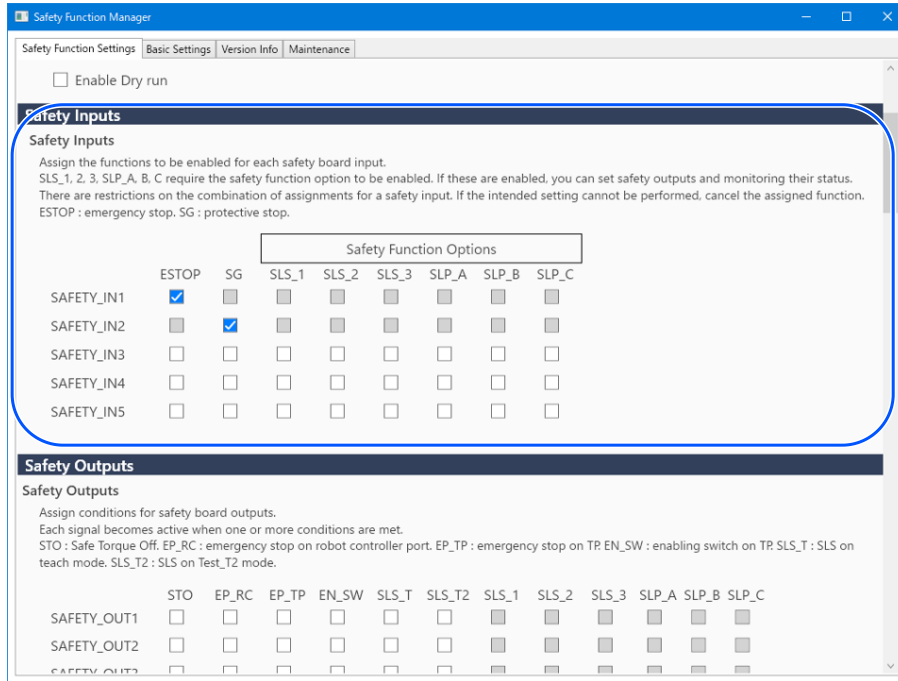 Safety Function Manager
Safety Function Settings Basic Settings Version Info Maintenance
Enable Dry run
Safety Inputs
Safety Inputs
Assign the functions to be enabled for each safety board input.
SLS_1, 2, 3, SLP_A, B, C require the safety function option to be enabled. If these are enabled, you can set safety outputs and monitoring their status.
There are restrictions on the combination of assignments for a safety input. If the intended setting cannot be performed, cancel the assigned function.
ESTOP : emergency stop. SG : protective stop.
Safety Function Options
ESTOP SG SLS_1 SLS_2 SLS_3 SLP_A SLP_B SLP_C
SAFETY_IN1
SAFETY_IN2
SAFETY_IN3
SAFETY_IN4
SAFETY_IN5
Safety Outputs
Safety Outputs
Assign conditions for safety board outputs.
Each signal becomes active when one or more conditions are met.
STO : Safe Torque Off. EP_RC : emergency stop on robot controller port. EP_TP : emergency stop on TP. EN_SW : enabling switch on TP. SLS_T : SLS on
teach mode. SLS_T2 : SLS on Test_T2 mode.
STO EP_RC EP_TP EN_SW SLS_T SLS_T2 SLS_1 SLS_2 SLS_3 SLP_A SLP_B SLP_C
SAFETY_OUT1
SAFETY_OUT2
SAFETY_OUT3